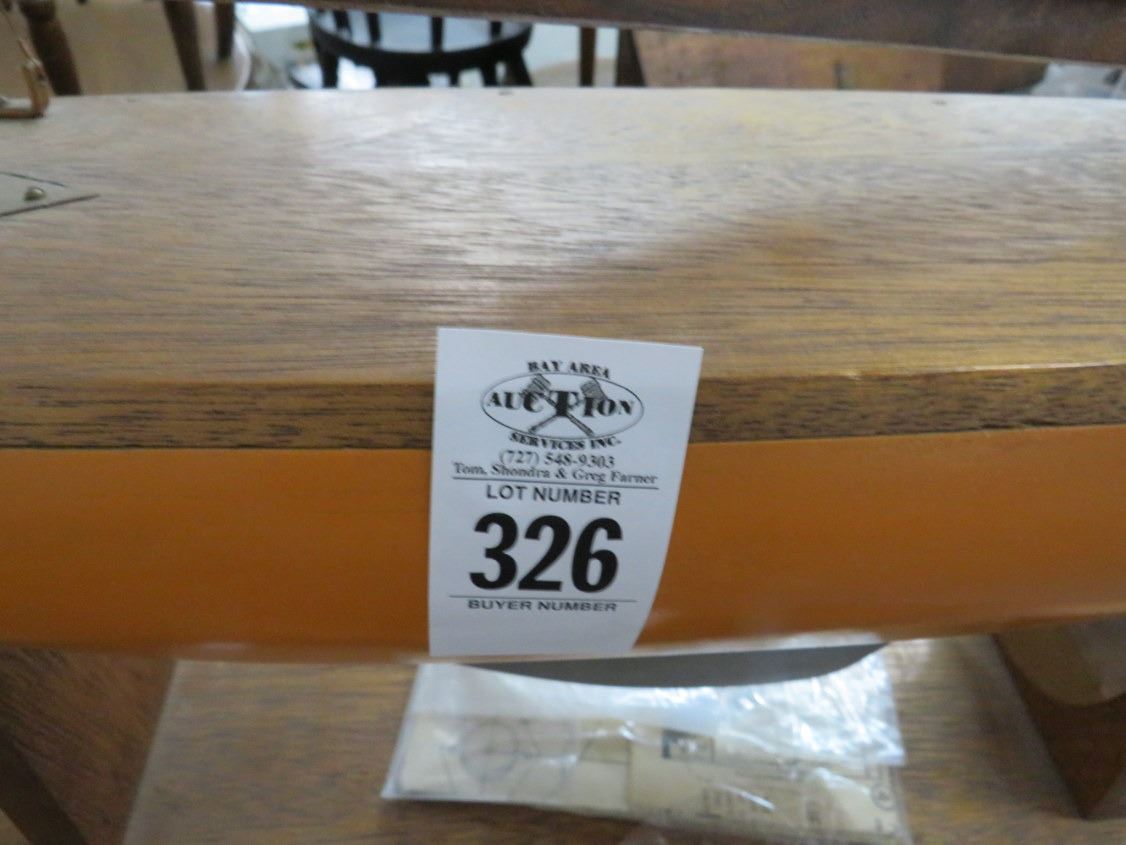 BAY AREA
AUCTION
SERVICES INC.
(727) 548-9303
Tom, Shondra & Greg Farner
LOT NUMBER
326
BUYER NUMBER